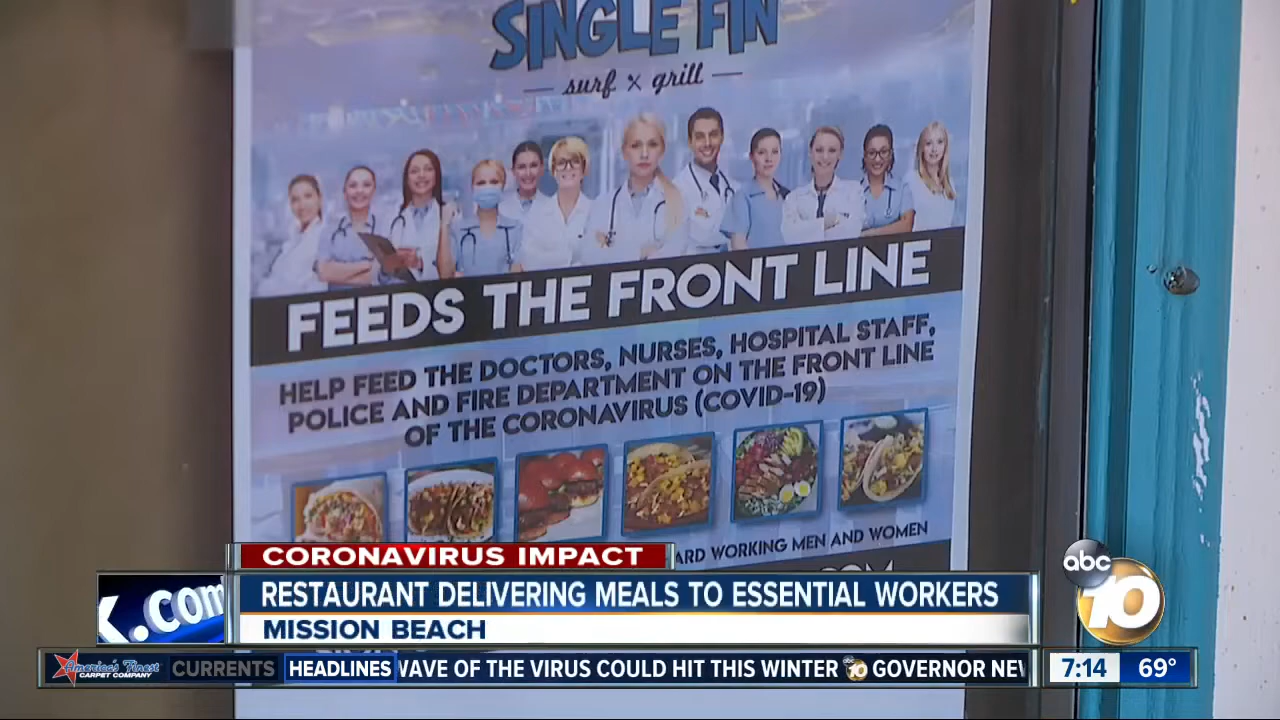 SINGLE FIN
surf x grill
FEEDS THE FRONT LINE
HELP FEED THE DOCTORS, NURSES, HOSPITAL STAFF,
POLICE AND FIRE DEPARTMENT ON THE FRONT LINE
OF THE CORONAVIRUS (COVID-19)
ARD WORKING MEN AND WOMEN
CORONAVIRUS IMPACT
RESTAURANT DELIVERING MEALS TO ESSENTIAL WORKERS
MISSION BEACH
K.com
abc
10
America's Finest
CARPET COMPANY
CURRENTS
HEADLINES
WAVE OF THE VIRUS COULD HIT THIS WINTER abc 10 GOVERNOR NEW
7:14
69°